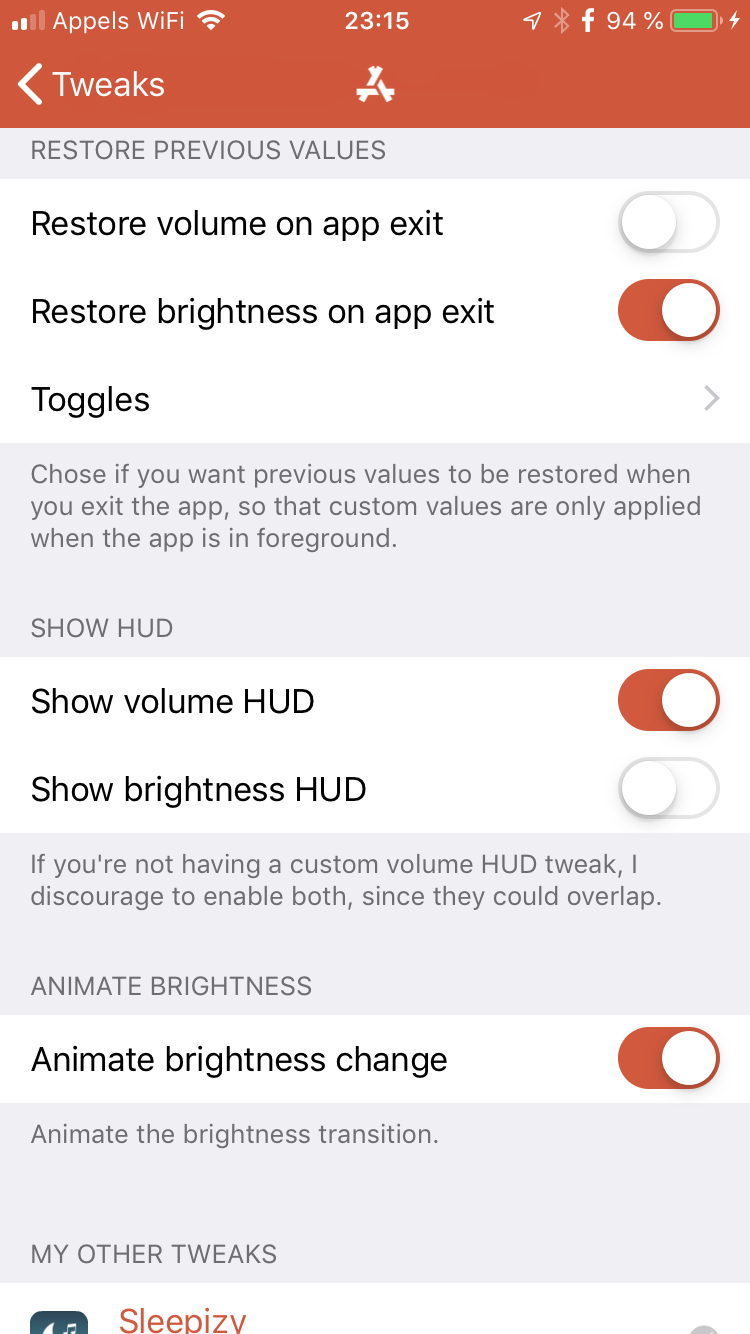 Appels WiFi 23:15 94 %
Tweaks
RESTORE PREVIOUS VALUES
Restore volume on app exit
Restore brightness on app exit
Toggles
Chose if you want previous values to be restored when
you exit the app, so that custom values are only applied
when the app is in foreground.
SHOW HUD
Show volume HUD
Show brightness HUD
If you're not having a custom volume HUD tweak, I
discourage to enable both, since they could overlap.
ANIMATE BRIGHTNESS
Animate brightness change
Animate the brightness transition.
MY OTHER TWEAKS
Sleepizy